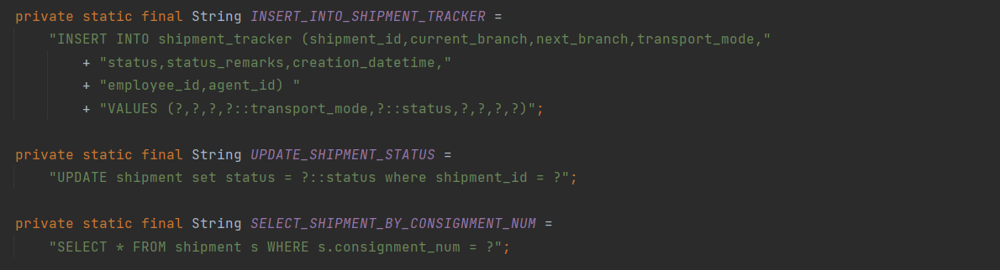 private static final String INSERT_INTO_SHIPMENT_TRACKER =
"INSERT INTO shipment_tracker (shipment_id,current_branch,next_branch,transport_mode,"
+ "status,status_remarks,creation_datetime,"
+ "employee_id,agent_id) "
+ "VALUES (?,?,?,?::transport_mode,?::status,?,?,?,?)";
private static final String UPDATE_SHIPMENT_STATUS =
"UPDATE shipment set status = ?::status where shipment_id = ?";
private static final String SELECT_SHIPMENT_BY_CONSIGNMENT_NUM =
"SELECT * FROM shipment s WHERE s.consignment_num = ?";